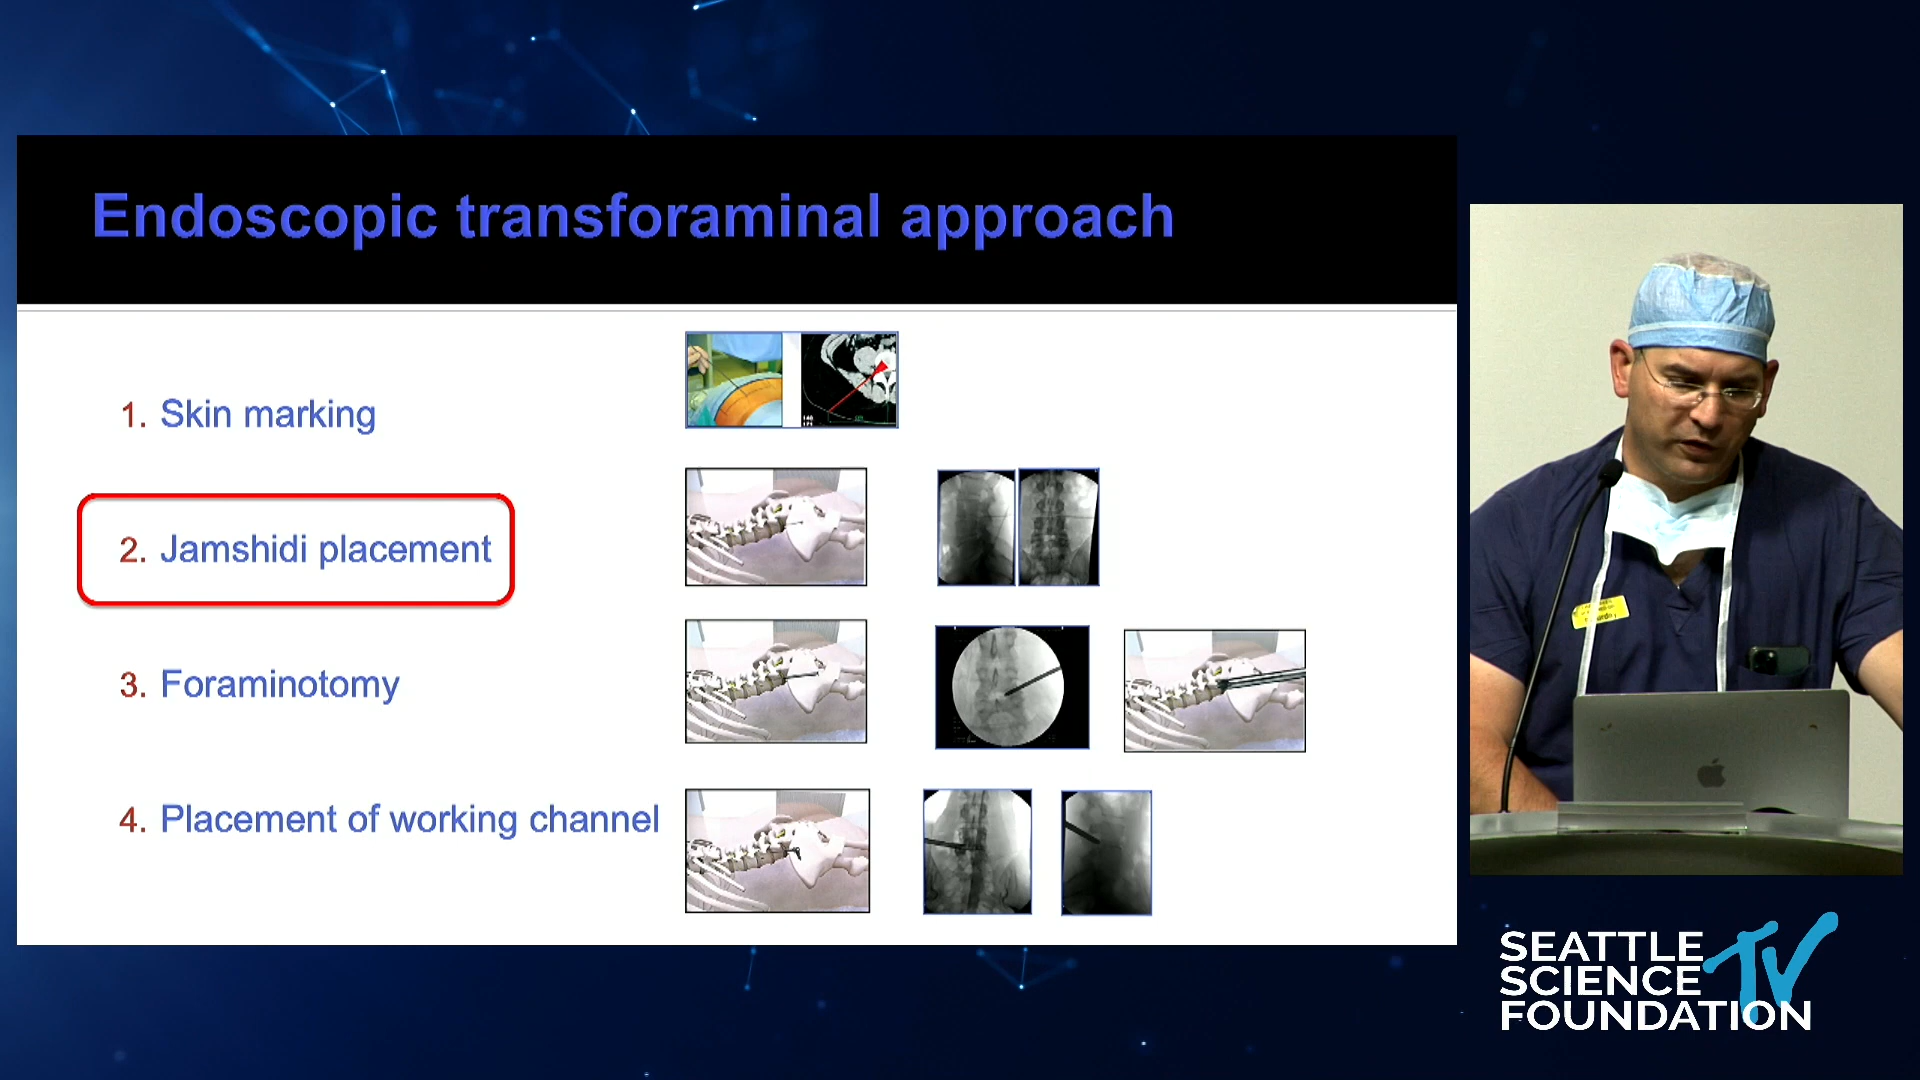 Endoscopic transforaminal approach
1. Skin marking
2. Jamshidi placement
3. Foraminotomy
4. Placement of working channel
SEATTLE
SCIENCE
FOUNDATION
TV